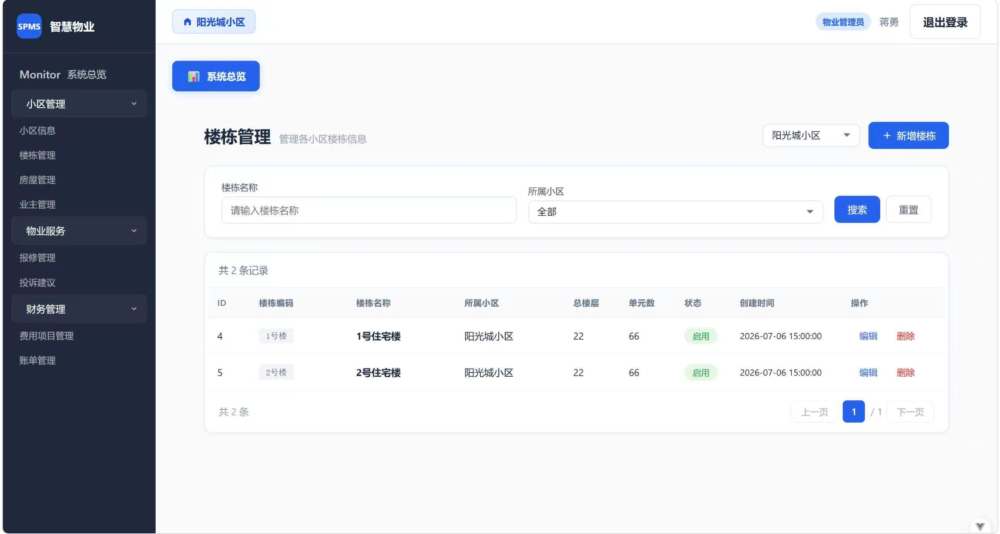 SPMS 智慧物业
Monitor 系统总览
小区管理
小区信息
楼栋管理
房屋管理
业主管理
物业服务
报修管理
投诉建议
财务管理
费用项目管理
账单管理
阳光城小区
物业管理员 蒋勇 退出登录
系统总览
楼栋管理 管理各小区楼栋信息
阳光城小区 + 新增楼栋
楼栋名称 所属小区
请输入楼栋名称 全部 搜索 重置
共 2 条记录
ID 楼栋编码 楼栋名称 所属小区 总楼层 单元数 状态 创建时间 操作
4 1号楼 1号住宅楼 阳光城小区 22 66 启用 2026-07-06 15:00:00 编辑 删除
5 2号楼 2号住宅楼 阳光城小区 22 66 启用 2026-07-06 15:00:00 编辑 删除
共 2 条 上一页 1 / 1 下一页